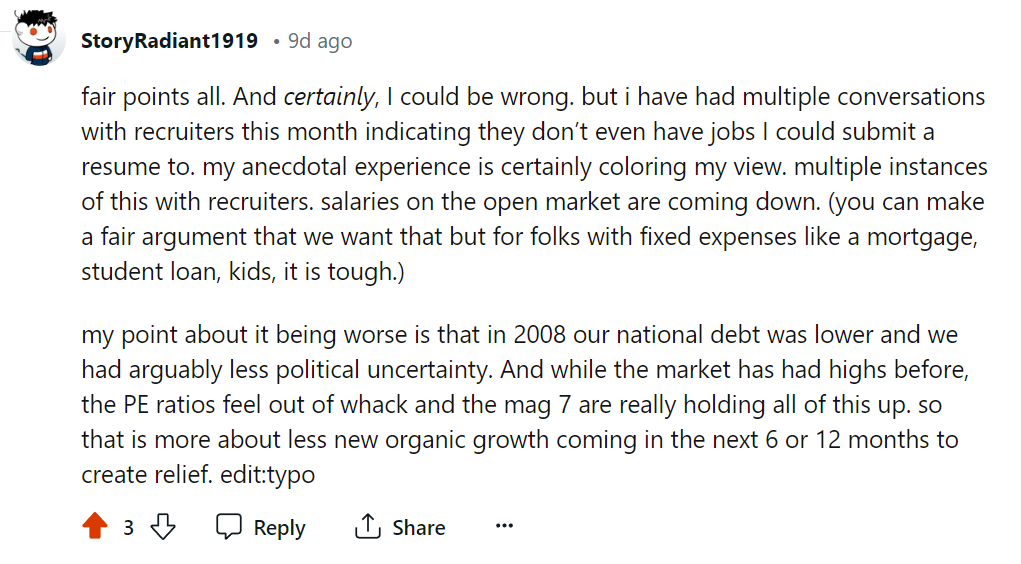 StoryRadiant1919 • 9d ago
fair points all. And certainly, I could be wrong. but i have had multiple conversations
with recruiters this month indicating they don’t even have jobs I could submit a
resume to. my anecdotal experience is certainly coloring my view. multiple instances
of this with recruiters. salaries on the open market are coming down. (you can make
a fair argument that we want that but for folks with fixed expenses like a mortgage,
student loan, kids, it is tough.)
my point about it being worse is that in 2008 our national debt was lower and we
had arguably less political uncertainty. And while the market has had highs before,
the PE ratios feel out of whack and the mag 7 are really holding all of this up. so
that is more about less new organic growth coming in the next 6 or 12 months to
create relief. edit:typo
3 Reply Share ···